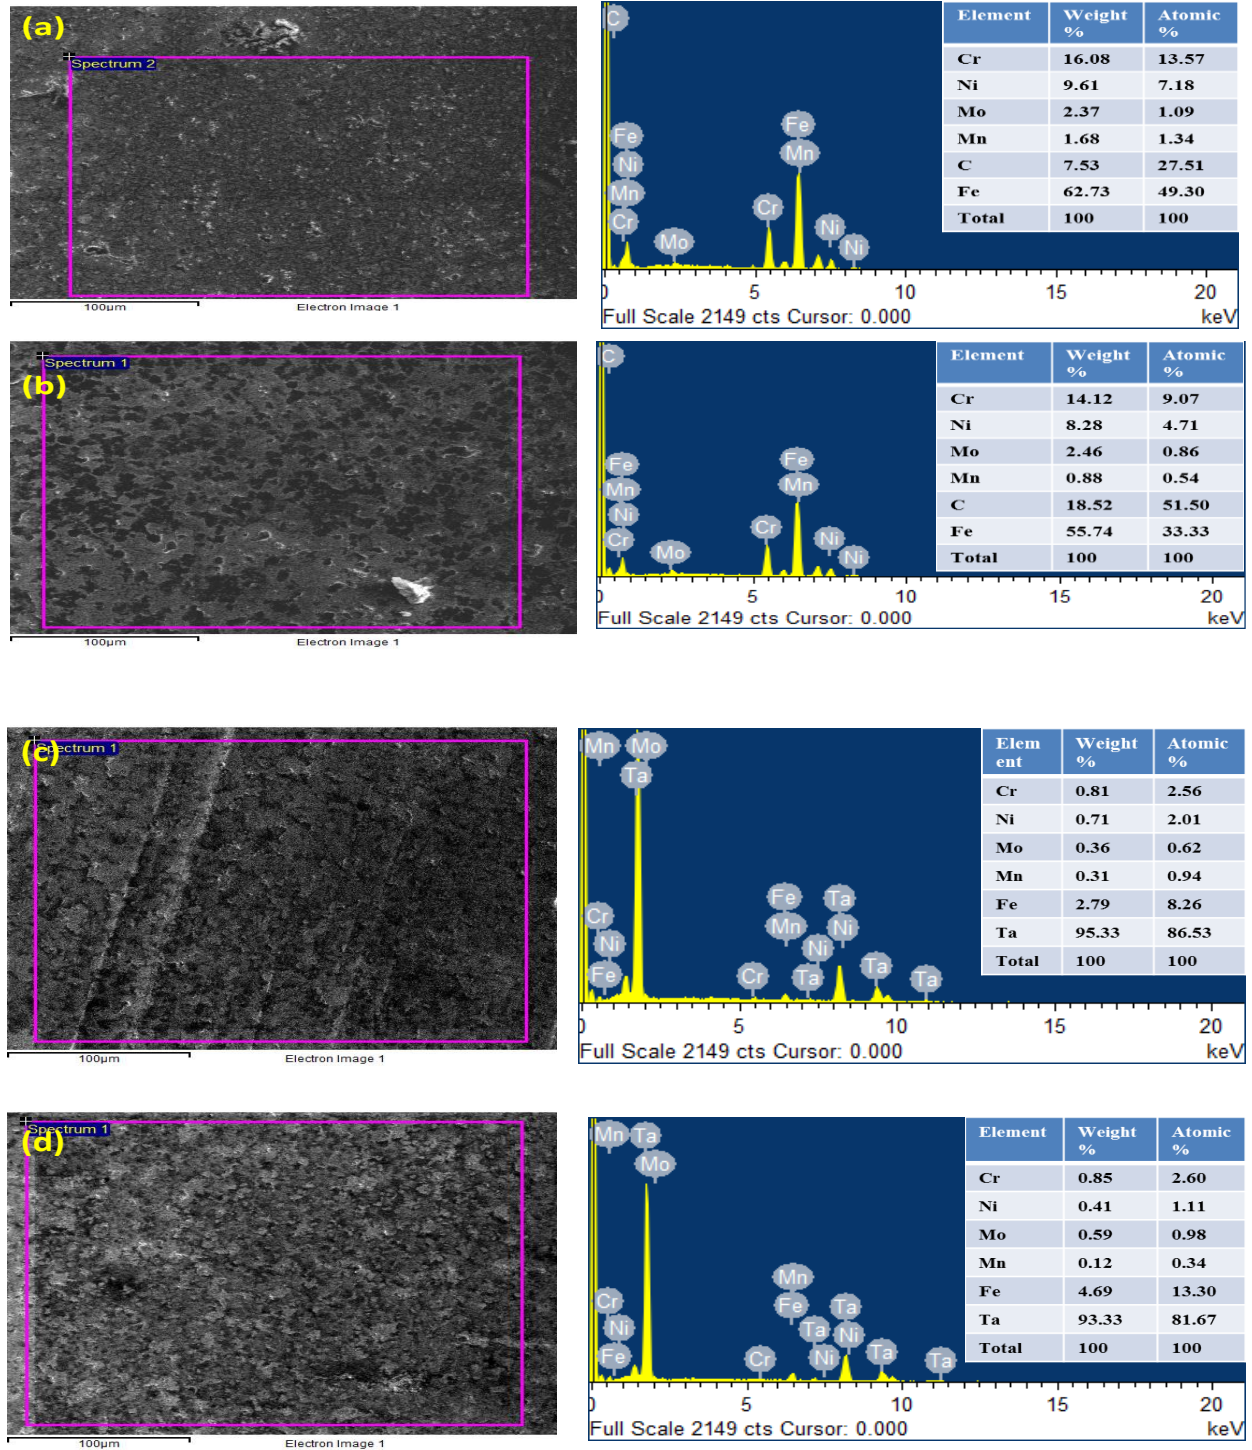 (a)
Spectrum 2
100µm
Electron Image 1
C
Fe
Ni
Mn
Cr
Mo
Cr
Fe
Mn
Ni
Ni
0 5 10 15 20
Full Scale 2149 cts Cursor: 0.000 keV
Element Weight % Atomic %
Cr 16.08 13.57
Ni 9.61 7.18
Mo 2.37 1.09
Mn 1.68 1.34
C 7.53 27.51
Fe 62.73 49.30
Total 100 100
(b)
Spectrum 1
100µm
Electron Image 1
C
Fe
Mn
Ni
Cr
Mo
Cr
Fe
Mn
Ni
Ni
0 5 10 15 20
Full Scale 2149 cts Cursor: 0.000 keV
Element Weight % Atomic %
Cr 14.12 9.07
Ni 8.28 4.71
Mo 2.46 0.86
Mn 0.88 0.54
C 18.52 51.50
Fe 55.74 33.33
Total 100 100
(c)
Spectrum 1
100µm
Electron Image 1
Mn
Mo
Ta
Cr
Ni
Fe
Cr
Fe
Mn
Ni
Ta
Ta
Ni
Ta
Ta
0 5 10 15 20
Full Scale 2149 cts Cursor: 0.000 keV
Elem ent Weight % Atomic %
Cr 0.81 2.56
Ni 0.71 2.01
Mo 0.36 0.62
Mn 0.31 0.94
Fe 2.79 8.26
Ta 95.33 86.53
Total 100 100
(d)
Spectrum 1
100µm
Electron Image 1
Mn
Ta
Mo
Cr
Ni
Fe
Cr
Mn
Fe
Ta
Ni
Ta
Ni
Ta
Ta
0 5 10 15 20
Full Scale 2149 cts Cursor: 0.000 keV
Element Weight % Atomic %
Cr 0.85 2.60
Ni 0.41 1.11
Mo 0.59 0.98
Mn 0.12 0.34
Fe 4.69 13.30
Ta 93.33 81.67
Total 100 100